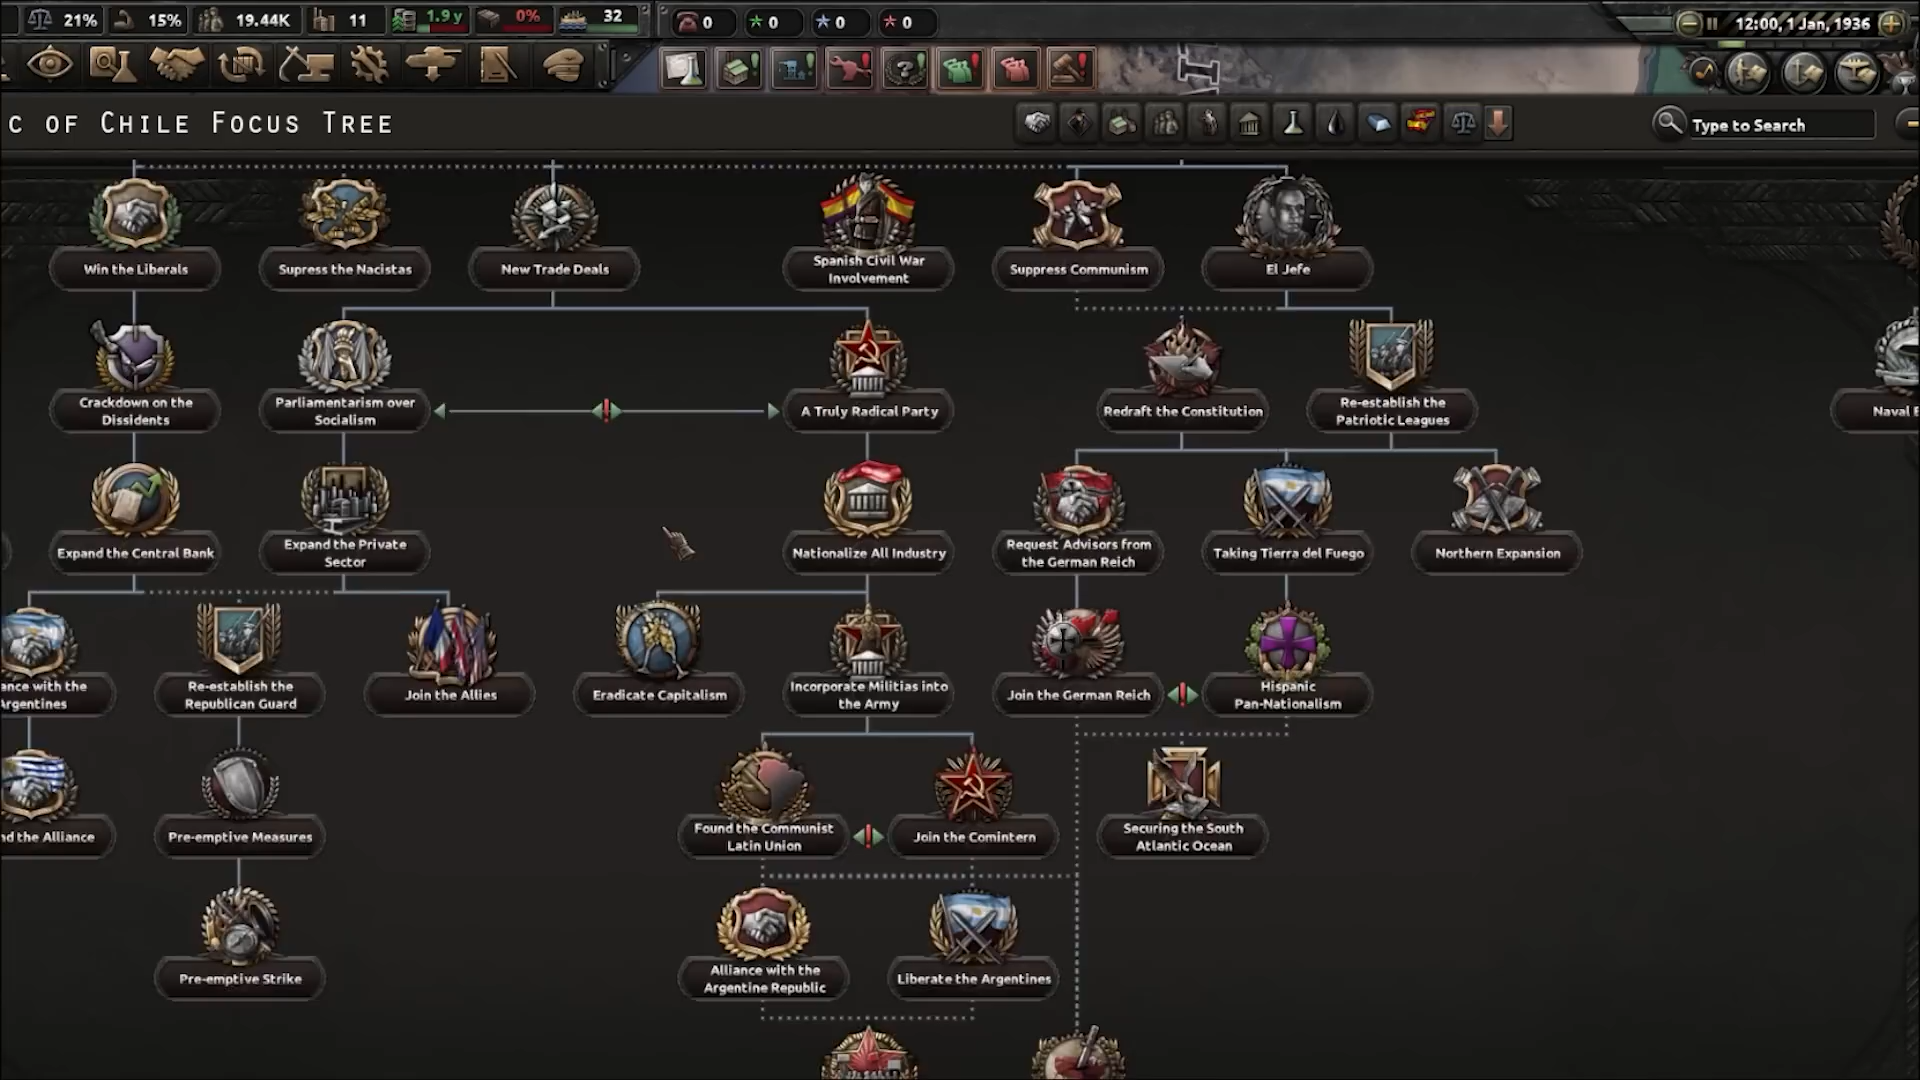 21%
15%
19.44K
11
1.9 y
0%
32
0
0
0
0
12:00, 1 Jan, 1936
C OF CHILE FOCUS TREE
Type to Search
Win the Liberals
Supress the Nacistas
New Trade Deals
Spanish Civil War
Involvement
Suppress Communism
El Jefe
Crackdown on the
Dissidents
Parliamentarism over
Socialism
A Truly Radical Party
Redraft the Constitution
Re-establish the
Patriotic Leagues
Naval E
Expand the Central Bank
Expand the Private
Sector
Nationalize All Industry
Request Advisors from
the German Reich
Taking Tierra del Fuego
Northern Expansion
ance with the
Argentines
Re-establish the
Republican Guard
Join the Allies
Eradicate Capitalism
Incorporate Militias into
the Army
Join the German Reich
Hispanic
Pan-Nationalism
nd the Alliance
Pre-emptive Measures
Found the Communist
Latin Union
Join the Comintern
Securing the South
Atlantic Ocean
Pre-emptive Strike
Alliance with the
Argentine Republic
Liberate the Argentines